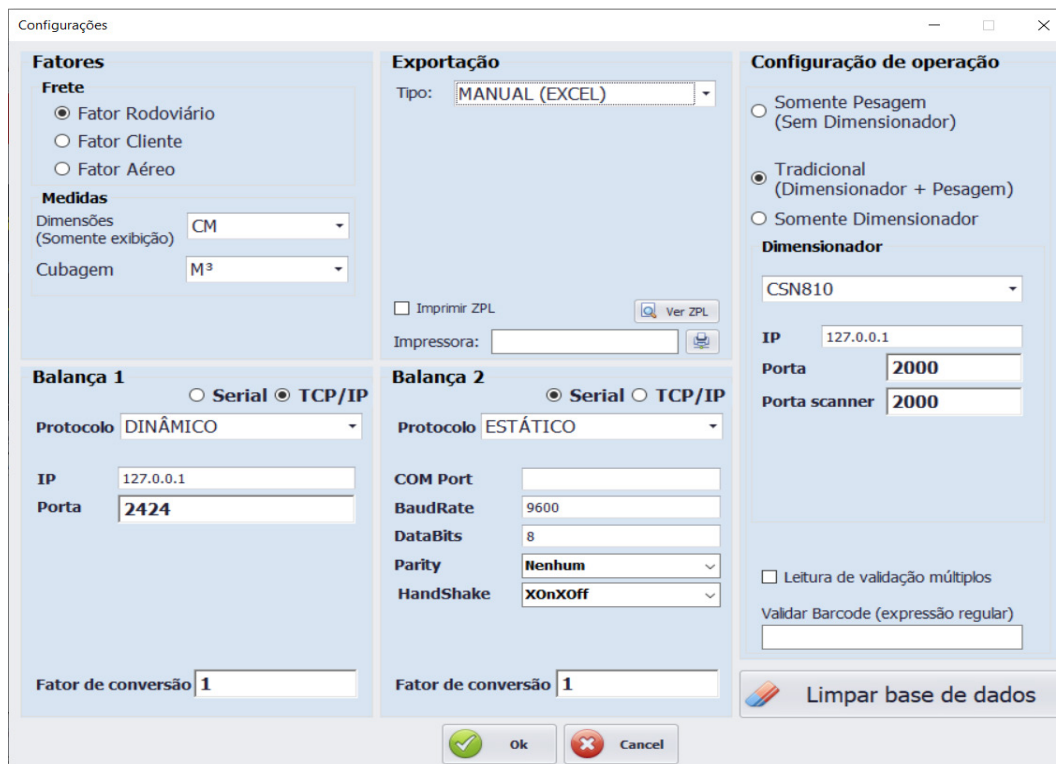 Configurações
Fatores
Frete
Fator Rodoviário
Fator Cliente
Fator Aéreo
Medidas
Dimensões
(Somente exibição)
CM
Cubagem
M³
Exportação
Tipo:
MANUAL (EXCEL)
Imprimir ZPL
Ver ZPL
Impressora:
Configuração de operação
Somente Pesagem
(Sem Dimensionador)
Tradicional
(Dimensionador + Pesagem)
Somente Dimensionador
Dimensionador
CSN810
IP
127.0.0.1
Porta
2000
Porta scanner
2000
Leitura de validação múltiplos
Validar Barcode (expressão regular)
Balança 1
Serial
TCP/IP
Protocolo
DINÂMICO
IP
127.0.0.1
Porta
2424
Fator de conversão
1
Balança 2
Serial
TCP/IP
Protocolo
ESTÁTICO
COM Port
BaudRate
9600
DataBits
8
Parity
Nenhum
HandShake
XOnXOff
Fator de conversão
1
Limpar base de dados
Ok
Cancel